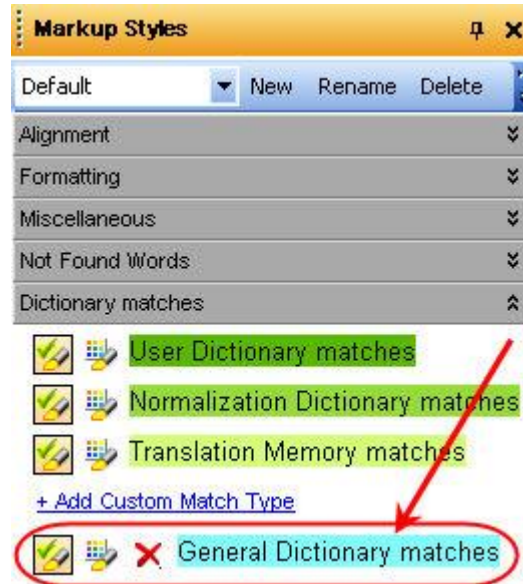 Markup Styles
Default New Rename Delete
Alignment
Formatting
Miscellaneous
Not Found Words
Dictionary matches
User Dictionary matches
Normalization Dictionary matches
Translation Memory matches
+ Add Custom Match Type
General Dictionary matches